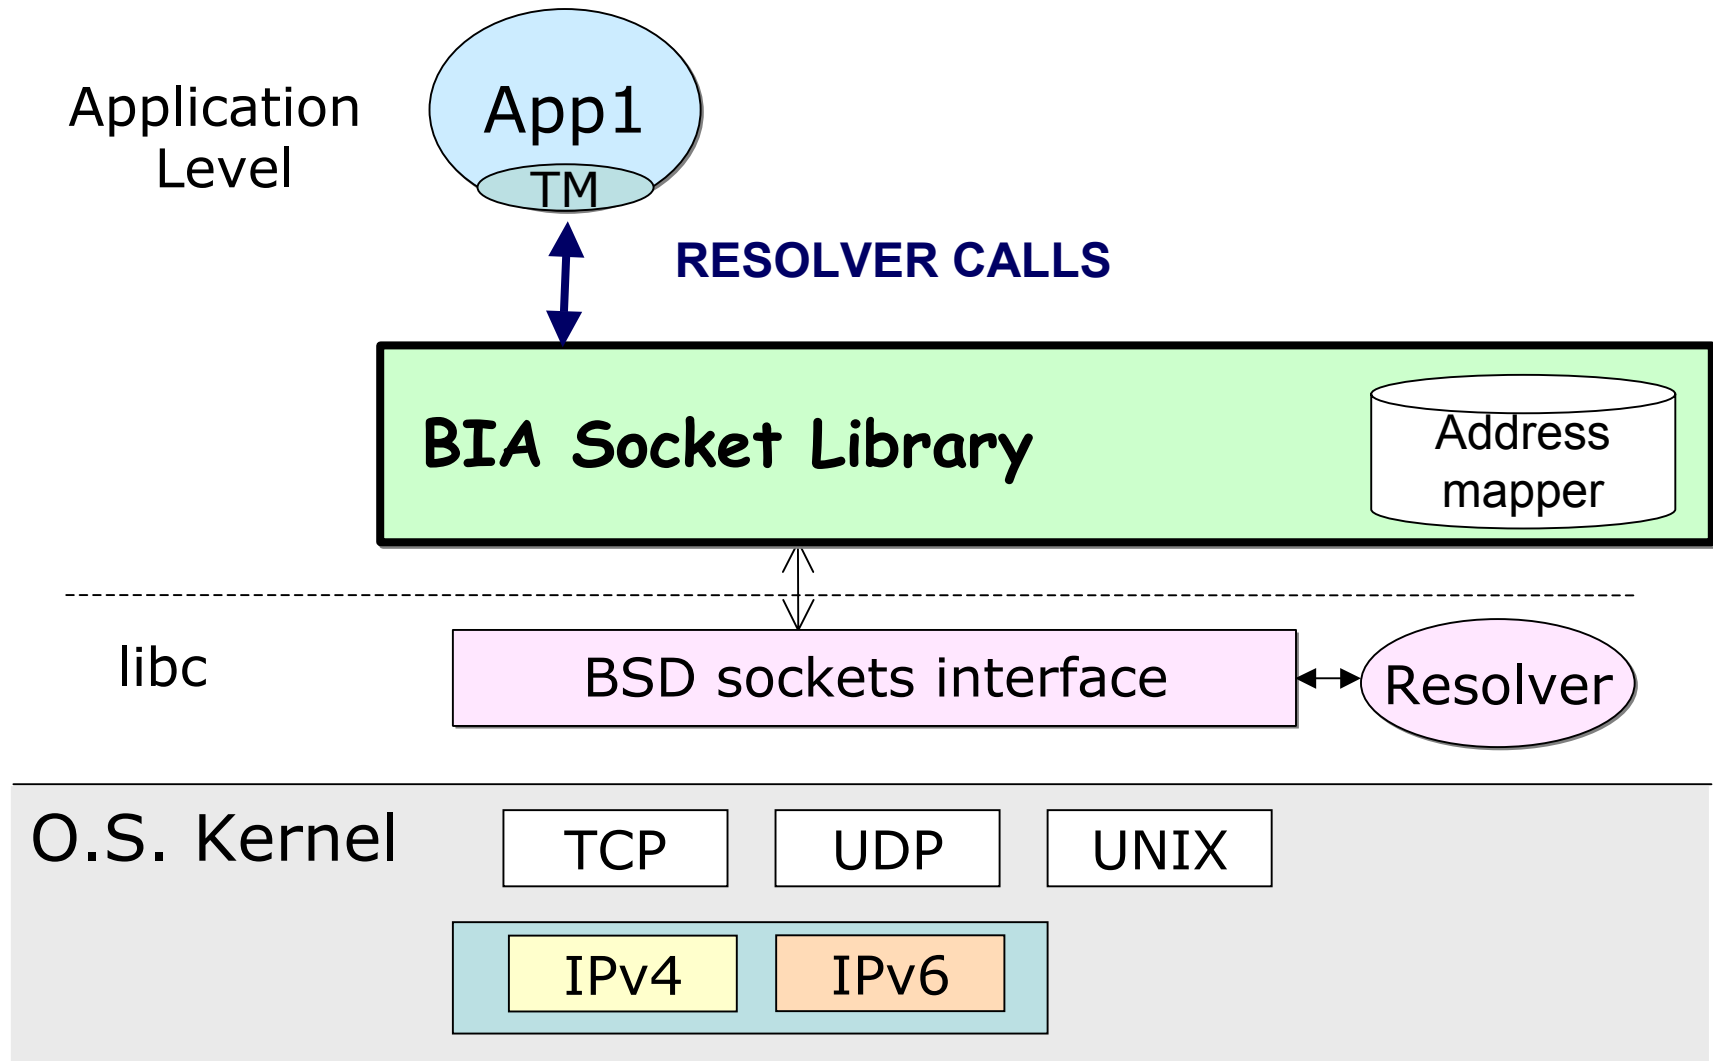 Application
Level
App1
TM
RESOLVER CALLS
BIA Socket Library
Address
mapper
libc
BSD sockets interface
Resolver
O.S. Kernel
TCP
UDP
UNIX
IPv4
IPv6